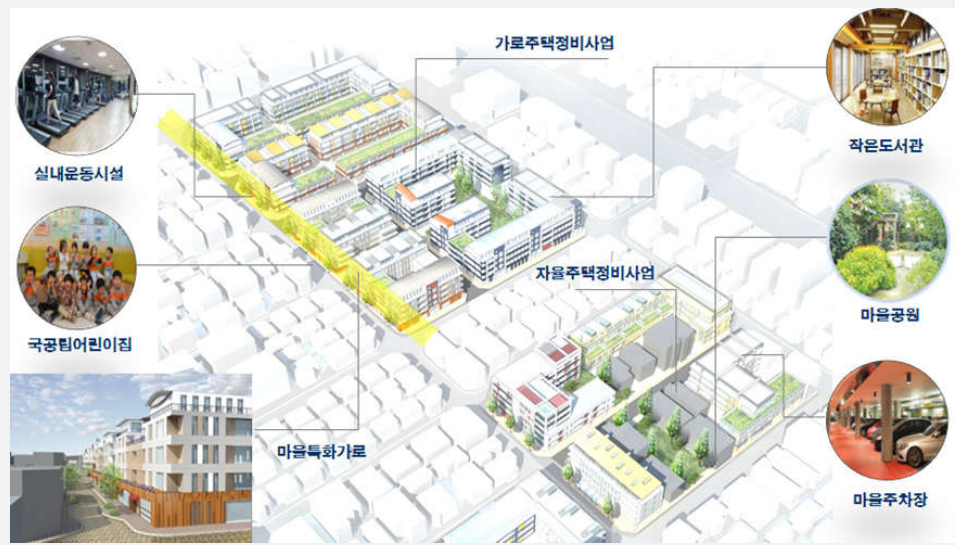 가로주택정비사업
실내운동시설
작은도서관
자율주택정비사업
국공립어린이집
마을공원
마을특화가로
마을주차장